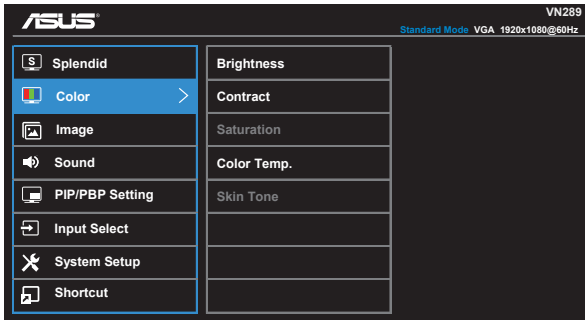 ASUS
VN289
Standard Mode VGA 1920x1080@60Hz
S
Splendid
Color
Image
Sound
PIP/PBP Setting
Input Select
System Setup
Shortcut
Brightness
Contract
Saturation
Color Temp.
Skin Tone